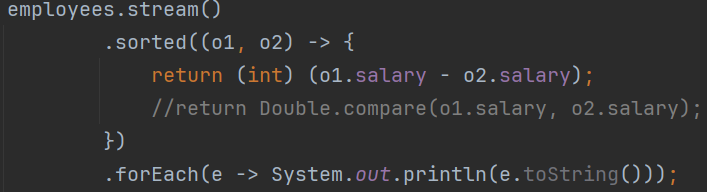 employees.stream()
.sorted((o1, o2) -> {
return (int) (o1.salary - o2.salary);
//return Double.compare(o1.salary, o2.salary);
})
.forEach(e -> System.out.println(e.toString()));